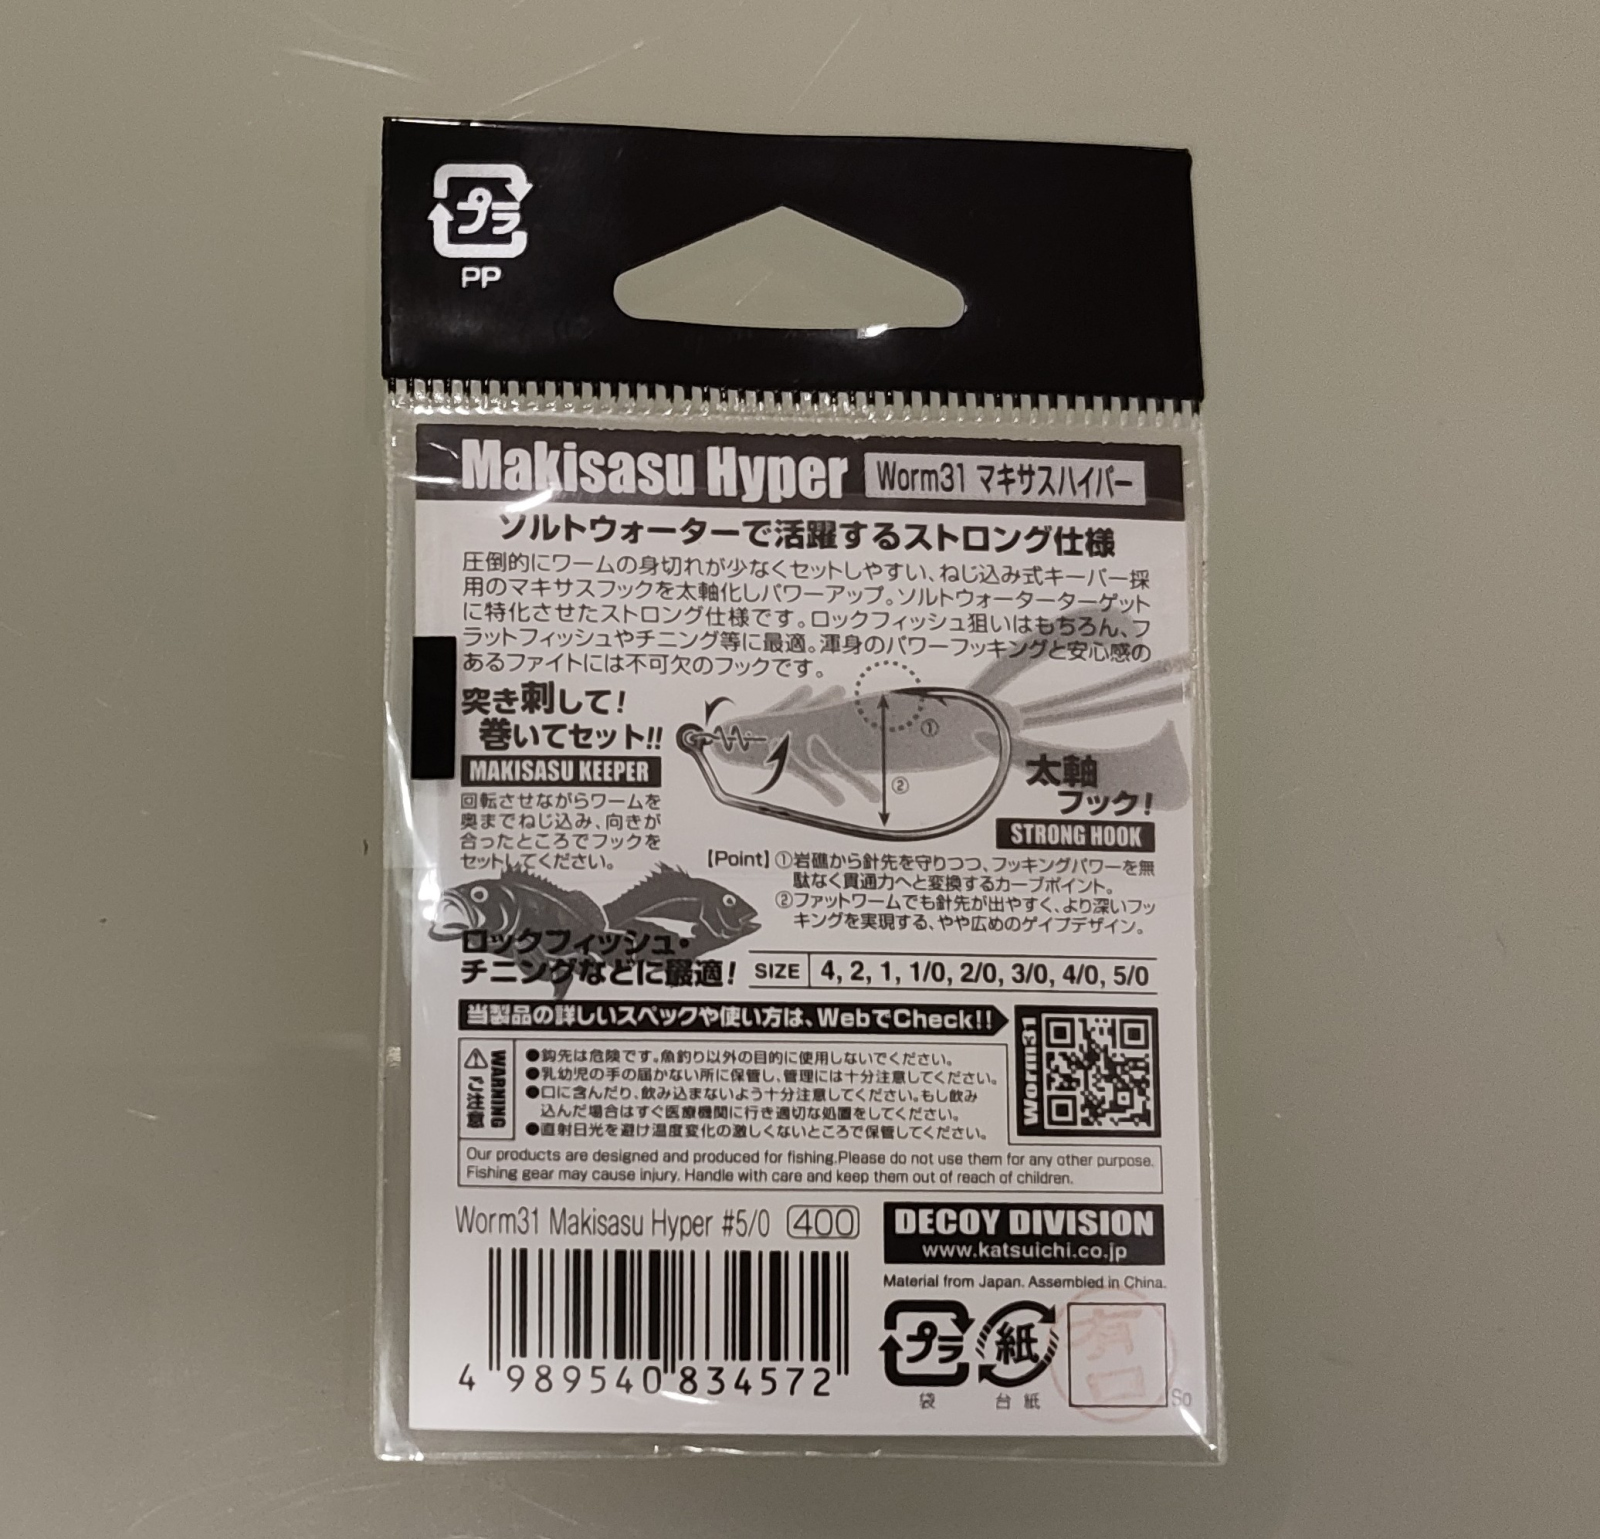 プラ
PP
Makisasu Hyper Worm31 マキサスハイパー
ソルトウォーターで活躍するストロング仕様
圧倒的にワームの身切れが少なくセットしやすい、ねじ込み式キーパー採
用のマキサスフックを太軸化しパワーアップ。ソルトウォーターターゲット
に特化させたストロング仕様です。ロックフィッシュ狙いはもちろん、フ
ラットフィッシュやチニング等に最適。渾身のパワーフッキングと安心感の
あるファイトには不可欠のフックです。
突き刺して!
巻いてセット!!
MAKISASU KEEPER
回転させながらワームを
奥までねじ込み、向きが
合ったところでフックを
セットしてください。
①
②
太軸
フック!
STRONG HOOK
【Point】①岩礁から針先を守りつつ、フッキングパワーを無
駄なく貫通力へと変換するカーブポイント。
②ファットワームでも針先が出やすく、より深いフッ
キングを実現する、やや広めのゲイプデザイン。
ロックフィッシュ・
チニングなどに最適!
SIZE 4, 2, 1, 1/0, 2/0, 3/0, 4/0, 5/0
当製品の詳しいスペックや使い方は、WebでCheck!!
Worm31
WARNING
ご注意
●鈎先は危険です。魚釣り以外の目的に使用しないでください。
●乳幼児の手の届かない所に保管し、管理には十分注意してください。
●口に含んだり、飲み込まないよう十分注意してください。もし飲み
込んだ場合はすぐ医療機関に行き適切な処置をしてください。
●直射日光を避け温度変化の激しくないところで保管してください。
Our products are designed and produced for fishing.Please do not use them for any other purpose.
Fishing gear may cause injury. Handle with care and keep them out of reach of children.
Worm31 Makisasu Hyper #5/0 400
DECOY DIVISION
www.katsuichi.co.jp
Material from Japan. Assembled in China.
4 989540 834572
プラ
袋
紙
台紙
So